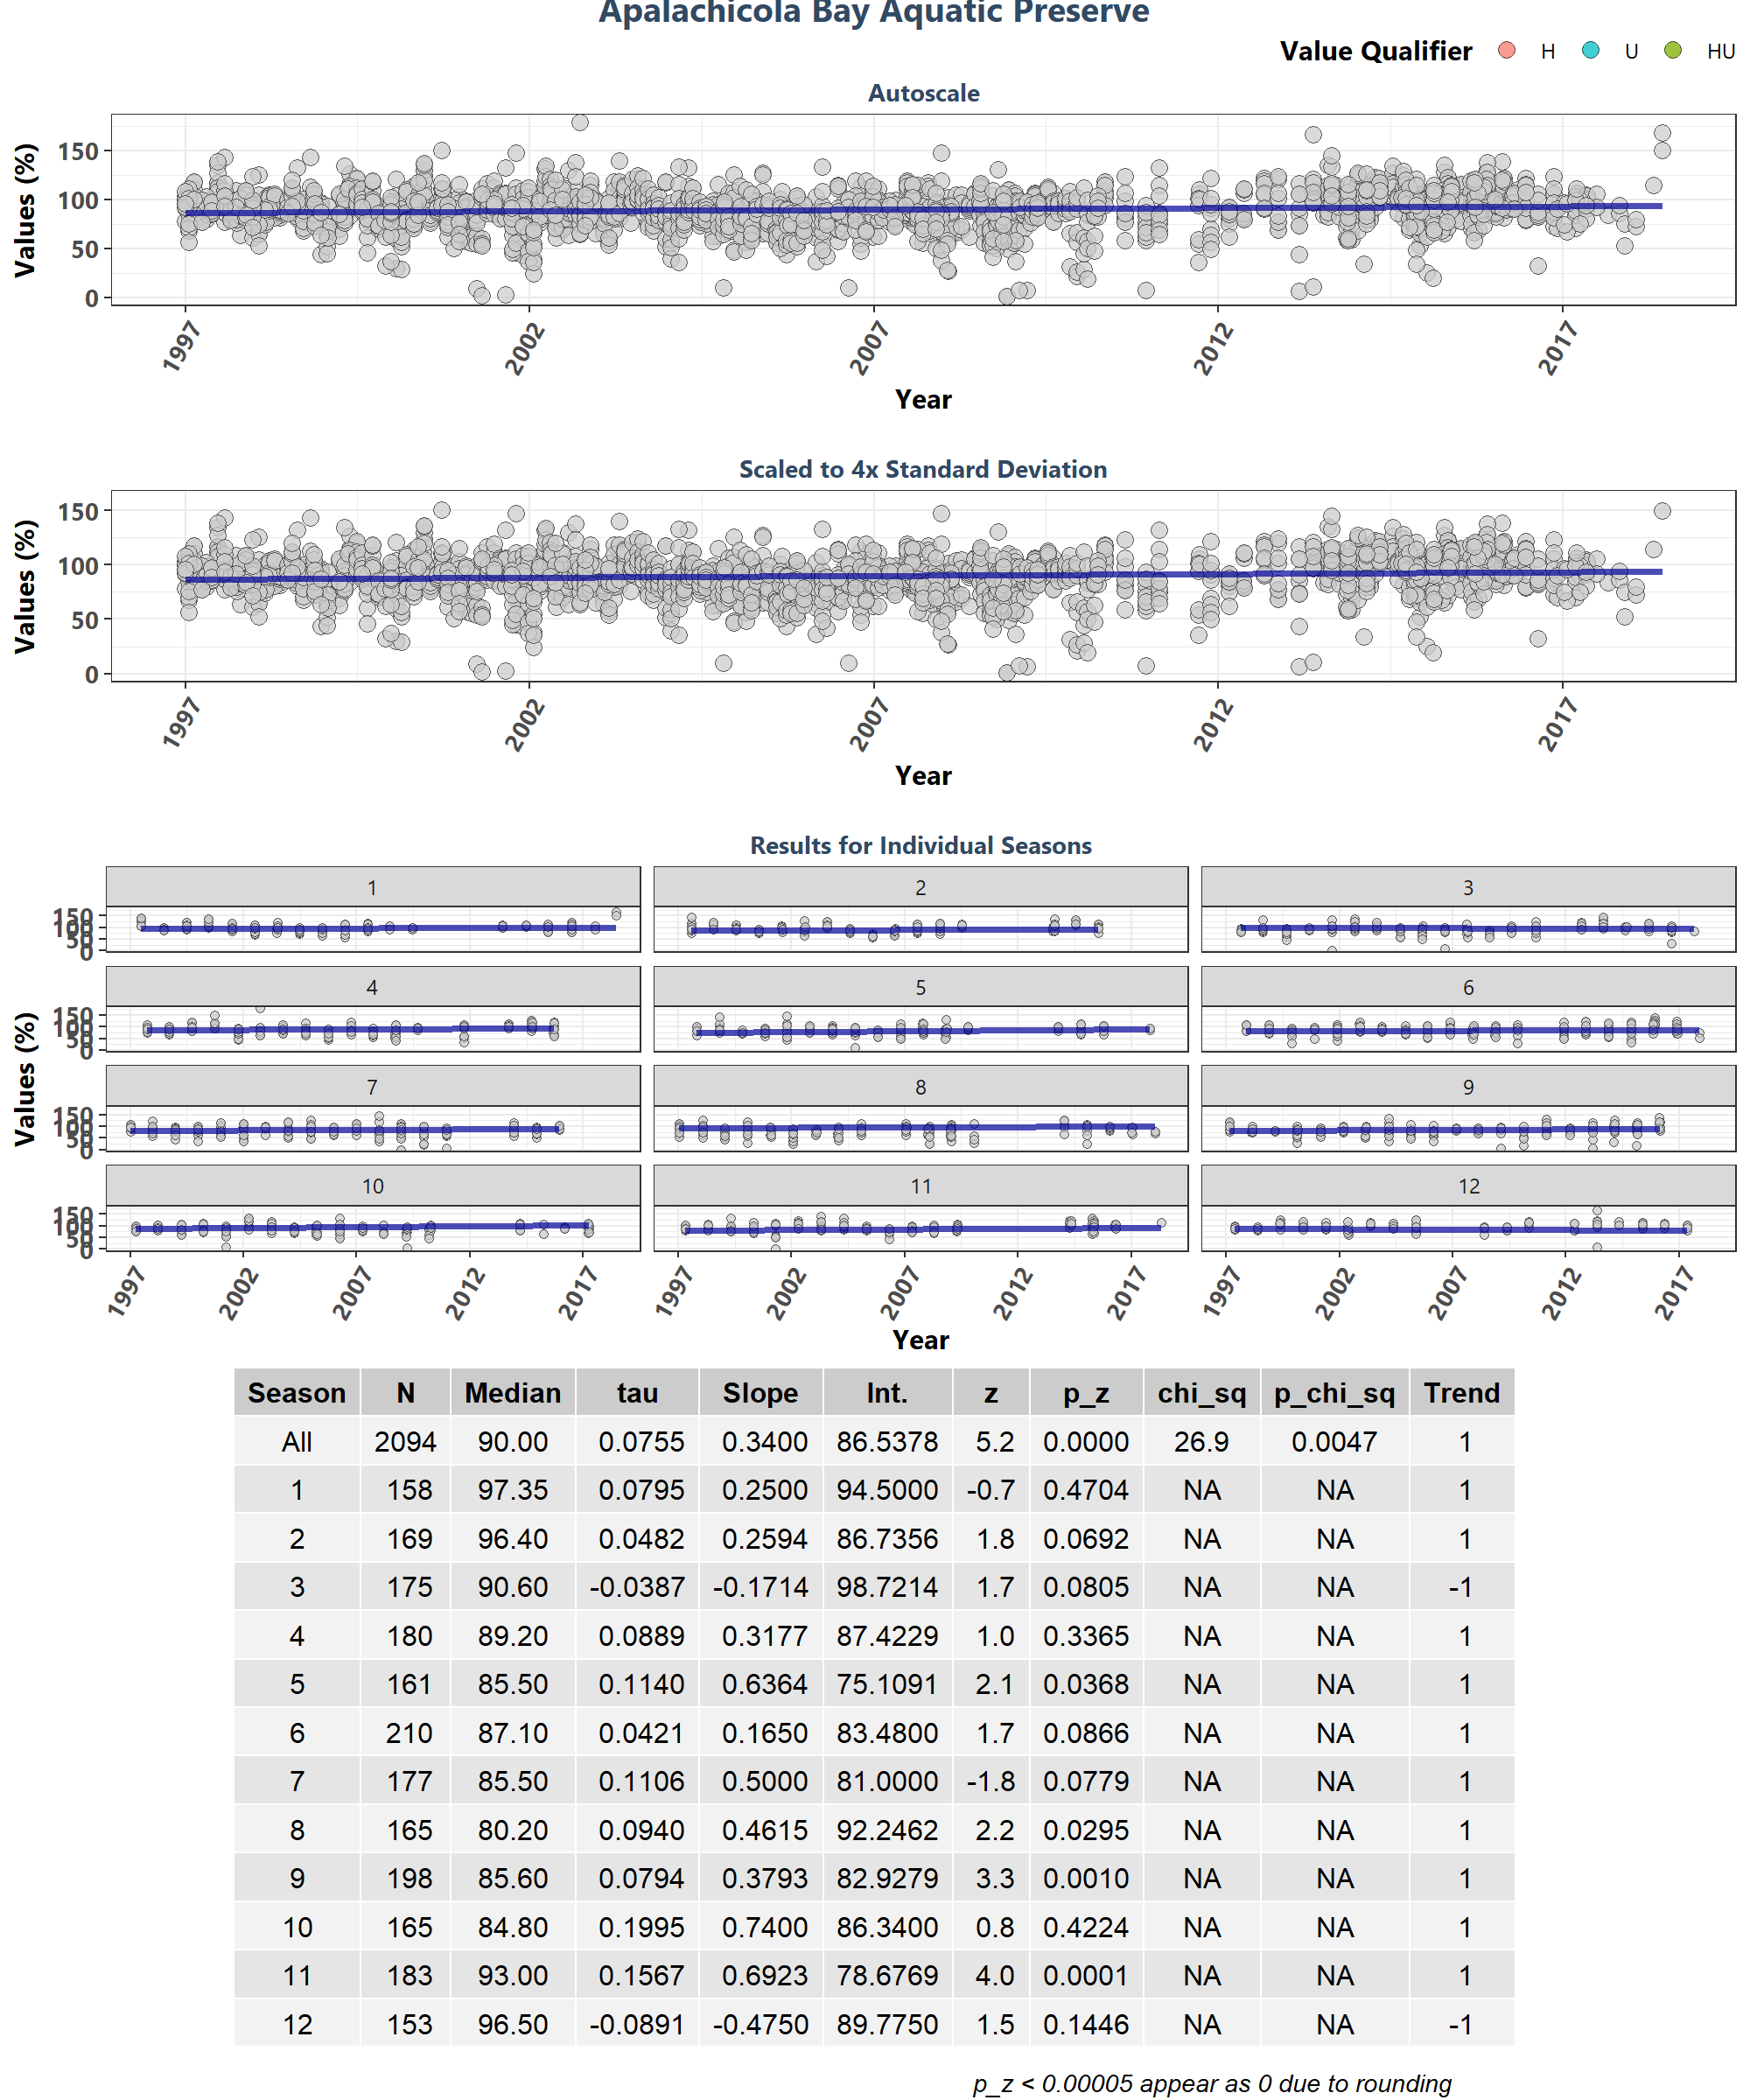 Apalachicola Bay Aquatic Preserve
Value Qualifier H U HU
Autoscale
Values (%)
150
100
50
0
1997 2002 2007 2012 2017
Year
Scaled to 4x Standard Deviation
Values (%)
150
100
50
0
1997 2002 2007 2012 2017
Year
Results for Individual Seasons
Values (%)
1 2 3
150
100
50
0
4 5 6
150
100
50
0
7 8 9
150
100
50
0
10 11 12
150
100
50
0
1997 2002 2007 2012 2017 1997 2002 2007 2012 2017 1997 2002 2007 2012 2017
Year
Season N Median tau Slope Int. z p_z chi_sq p_chi_sq Trend
All 2094 90.00 0.0755 0.3400 86.5378 5.2 0.0000 26.9 0.0047 1
1 158 97.35 0.0795 0.2500 94.5000 -0.7 0.4704 NA NA 1
2 169 96.40 0.0482 0.2594 86.7356 1.8 0.0692 NA NA 1
3 175 90.60 -0.0387 -0.1714 98.7214 1.7 0.0805 NA NA -1
4 180 89.20 0.0889 0.3177 87.4229 1.0 0.3365 NA NA 1
5 161 85.50 0.1140 0.6364 75.1091 2.1 0.0368 NA NA 1
6 210 87.10 0.0421 0.1650 83.4800 1.7 0.0866 NA NA 1
7 177 85.50 0.1106 0.5000 81.0000 -1.8 0.0779 NA NA 1
8 165 80.20 0.0940 0.4615 92.2462 2.2 0.0295 NA NA 1
9 198 85.60 0.0794 0.3793 82.9279 3.3 0.0010 NA NA 1
10 165 84.80 0.1995 0.7400 86.3400 0.8 0.4224 NA NA 1
11 183 93.00 0.1567 0.6923 78.6769 4.0 0.0001 NA NA 1
12 153 96.50 -0.0891 -0.4750 89.7750 1.5 0.1446 NA NA -1
p_z < 0.00005 appear as 0 due to rounding